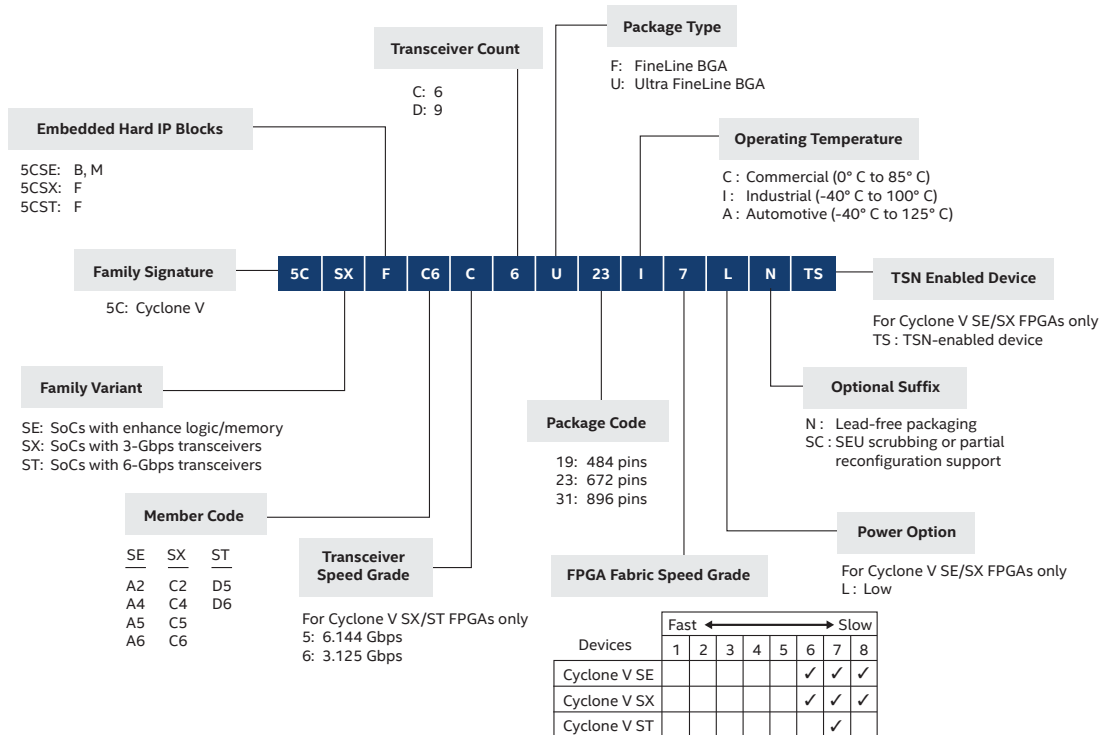 Package Type
F: FineLine BGA
U: Ultra FineLine BGA
Transceiver Count
C: 6
D: 9
Embedded Hard IP Blocks
5CSE: B, M
5CSX: F
5CST: F
Operating Temperature
C : Commercial (0° C to 85° C)
I : Industrial (-40° C to 100° C)
A : Automotive (-40° C to 125° C)
Family Signature
5C: Cyclone V
5C SX F C6 C 6 U 23 I 7 L N TS
TSN Enabled Device
For Cyclone V SE/SX FPGAs only
TS : TSN-enabled device
Family Variant
SE: SoCs with enhance logic/memory
SX: SoCs with 3-Gbps transceivers
ST: SoCs with 6-Gbps transceivers
Optional Suffix
N : Lead-free packaging
SC : SEU scrubbing or partial
reconfiguration support
Package Code
19: 484 pins
23: 672 pins
31: 896 pins
Member Code
SE SX ST
A2 C2 D5
A4 C4 D6
A5 C5
A6 C6
Transceiver
Speed Grade
For Cyclone V SX/ST FPGAs only
5: 6.144 Gbps
6: 3.125 Gbps
Power Option
For Cyclone V SE/SX FPGAs only
L : Low
FPGA Fabric Speed Grade
Fast Slow
Devices 1 2 3 4 5 6 7 8
Cyclone V SE ✓ ✓ ✓
Cyclone V SX ✓ ✓ ✓
Cyclone V ST ✓